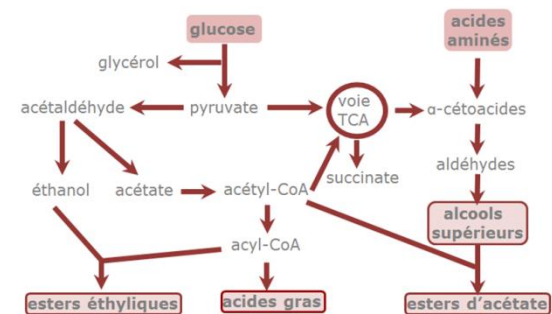 glucose
acides
aminés
glycérol
acétaldéhyde
pyruvate
voie
TCA
α-cétoacides
aldéhydes
éthanol
acétate
acétyl-CoA
succinate
alcools
supérieurs
acyl-CoA
esters éthyliques
acides gras
esters d’acétate